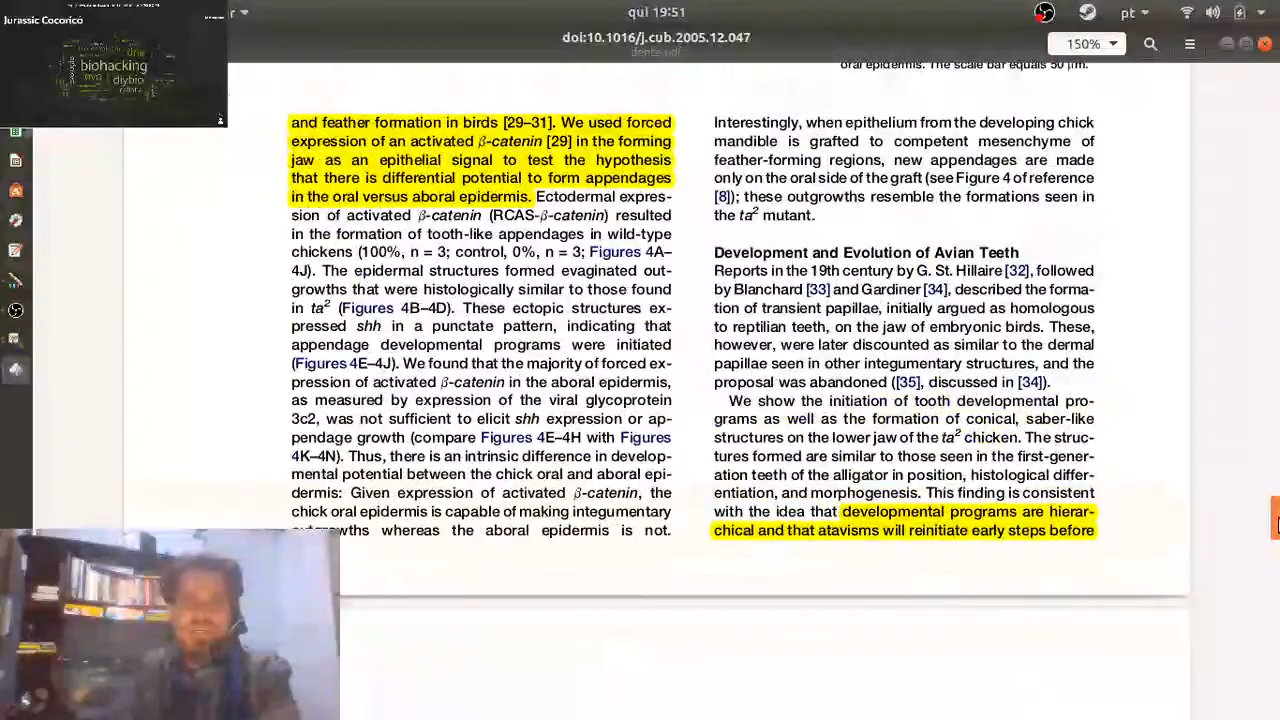 Jurassic Cocoricó
biohacking
diybio
dne
nvo
qui 19:51
pt
doi:10.1016/j.cub.2005.12.047
dente.pdf
150%
oral epidermis. The scale bar equals 50 μm.
and feather formation in birds [29–31]. We used forced
expression of an activated β-catenin [29] in the forming
jaw as an epithelial signal to test the hypothesis
that there is differential potential to form appendages
in the oral versus aboral epidermis. Ectodermal expres-
sion of activated β-catenin (RCAS-β-catenin) resulted
in the formation of tooth-like appendages in wild-type
chickens (100%, n = 3; control, 0%, n = 3; Figures 4A–
4J). The epidermal structures formed evaginated out-
growths that were histologically similar to those found
in ta² (Figures 4B–4D). These ectopic structures ex-
pressed shh in a punctate pattern, indicating that
appendage developmental programs were initiated
(Figures 4E–4J). We found that the majority of forced ex-
pression of activated β-catenin in the aboral epidermis,
as measured by expression of the viral glycoprotein
3c2, was not sufficient to elicit shh expression or ap-
pendage growth (compare Figures 4E–4H with Figures
4K–4N). Thus, there is an intrinsic difference in develop-
mental potential between the chick oral and aboral epi-
dermis: Given expression of activated β-catenin, the
chick oral epidermis is capable of making integumentary
outgrowths whereas the aboral epidermis is not.
Interestingly, when epithelium from the developing chick
mandible is grafted to competent mesenchyme of
feather-forming regions, new appendages are made
only on the oral side of the graft (see Figure 4 of reference
[8]); these outgrowths resemble the formations seen in
the ta² mutant.
Development and Evolution of Avian Teeth
Reports in the 19th century by G. St. Hillaire [32], followed
by Blanchard [33] and Gardiner [34], described the forma-
tion of transient papillae, initially argued as homologous
to reptilian teeth, on the jaw of embryonic birds. These,
however, were later discounted as similar to the dermal
papillae seen in other integumentary structures, and the
proposal was abandoned ([35], discussed in [34]).
We show the initiation of tooth developmental pro-
grams as well as the formation of conical, saber-like
structures on the lower jaw of the ta² chicken. The struc-
tures formed are similar to those seen in the first-gener-
ation teeth of the alligator in position, histological differ-
entiation, and morphogenesis. This finding is consistent
with the idea that developmental programs are hierar-
chical and that atavisms will reinitiate early steps before